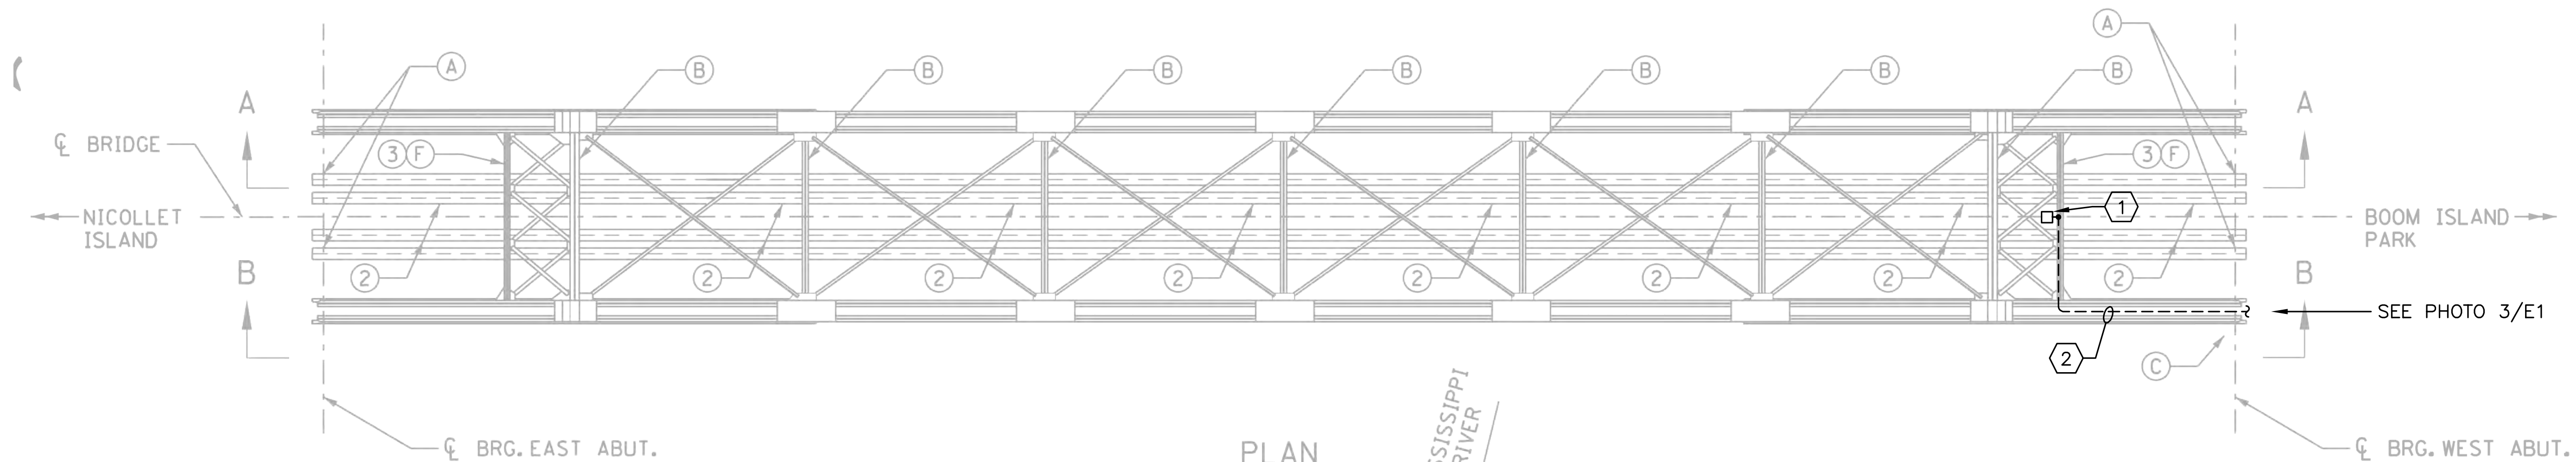 A
A
B
B
B
B
B
B
B
A
A
℄ BRIDGE
3 F
3 F
1
NICOLLET
ISLAND
BOOM ISLAND
PARK
B
2
2
2
2
2
2
2
2
B
SEE PHOTO 3/E1
2
C
RIVER
℄ BRG. EAST ABUT.
PLAN
℄ BRG. WEST ABUT.